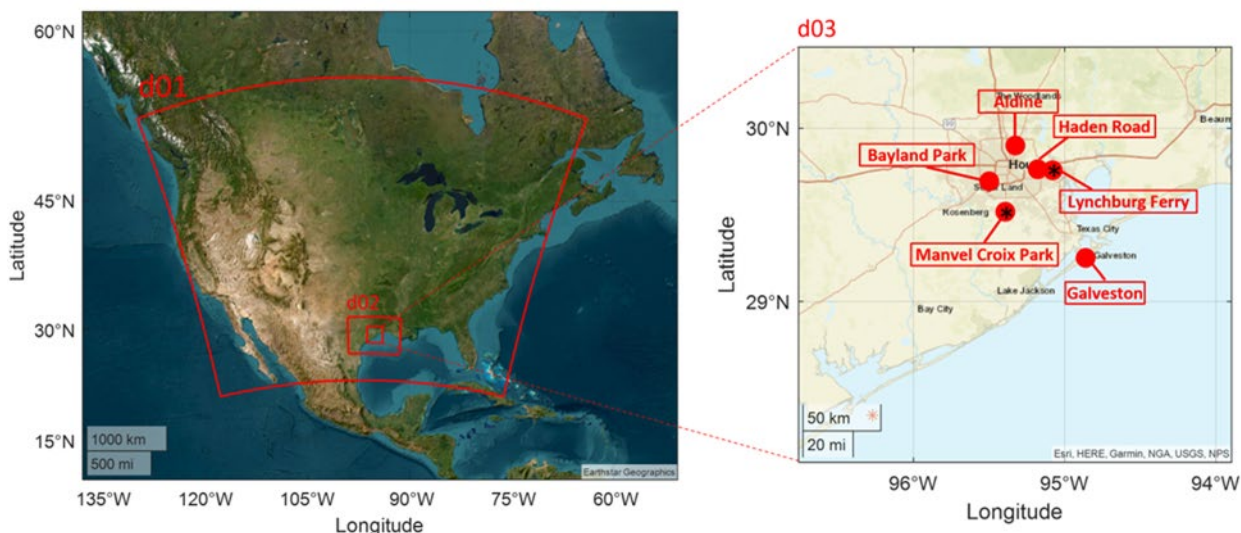 60°N
45°N
30°N
15°N
Latitude
d01
d02
1000 km
500 mi
Earthstar Geographics
135°W
120°W
105°W
90°W
75°W
60°W
Longitude
d03
30°N
29°N
Latitude
The Woodlands
Aldine
Haden Road
Beaum
Bayland Park
Hou
Land
Lynchburg Ferry
Rosenberg
Texas City
Manvel Croix Park
Galveston
Lake Jackson
Galveston
Bay City
50 km
20 mi
Esri, HERE, Garmin, NGA, USGS, NPS
96°W
95°W
94°W
Longitude